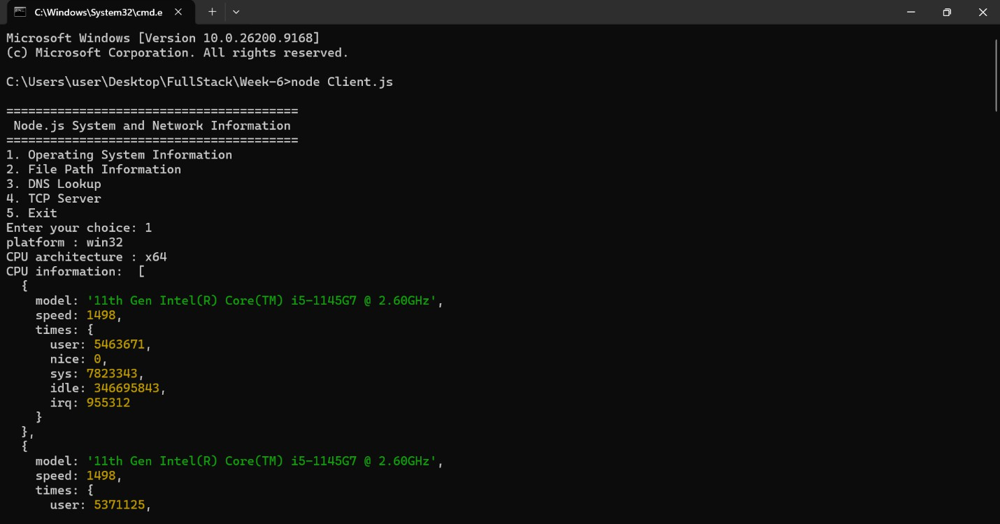 C:\Windows\System32\cmd.e
Microsoft Windows [Version 10.0.26200.9168]
(c) Microsoft Corporation. All rights reserved.
C:\Users\user\Desktop\FullStack\Week-6>node Client.js
========================================
 Node.js System and Network Information
========================================
1. Operating System Information
2. File Path Information
3. DNS Lookup
4. TCP Server
5. Exit
Enter your choice: 1
platform : win32
CPU architecture : x64
CPU information:  [
  {
    model: '11th Gen Intel(R) Core(TM) i5-1145G7 @ 2.60GHz',
    speed: 1498,
    times: {
      user: 5463671,
      nice: 0,
      sys: 7823343,
      idle: 346695843,
      irq: 955312
    }
  },
  {
    model: '11th Gen Intel(R) Core(TM) i5-1145G7 @ 2.60GHz',
    speed: 1498,
    times: {
      user: 5371125,